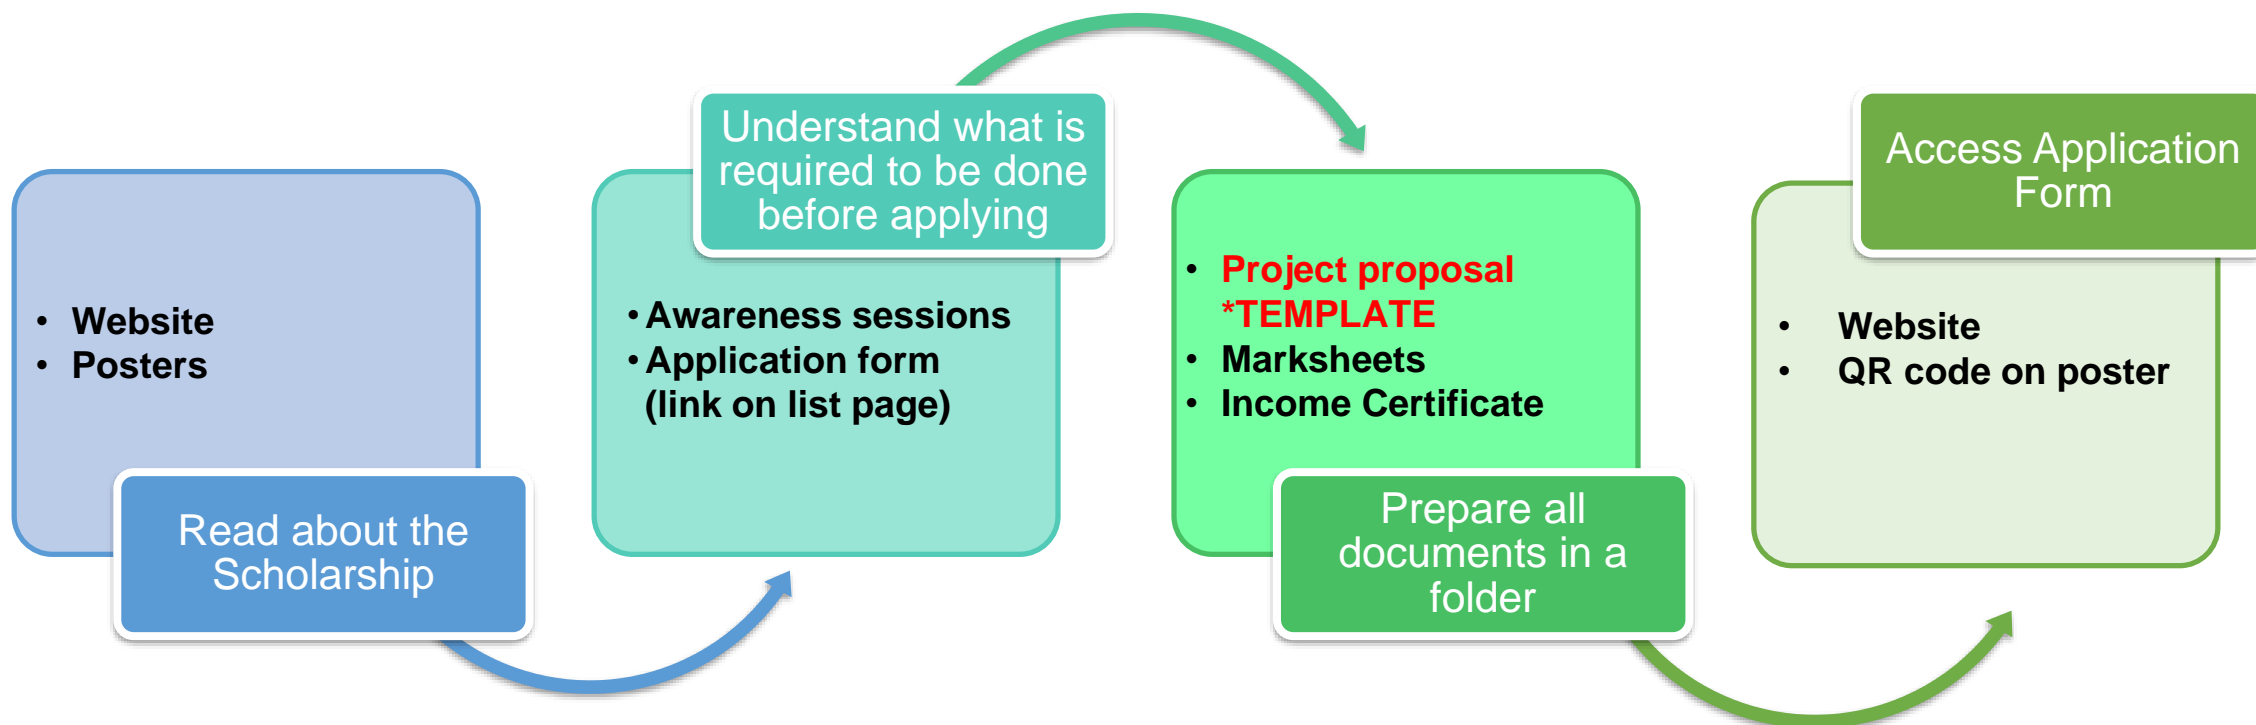 • Website
• Posters
Read about the
Scholarship
Understand what is
required to be done
before applying
• Awareness sessions
• Application form
(link on list page)
• Project proposal
*TEMPLATE
• Marksheets
• Income Certificate
Prepare all
documents in a
folder
Access Application
Form
• Website
• QR code on poster